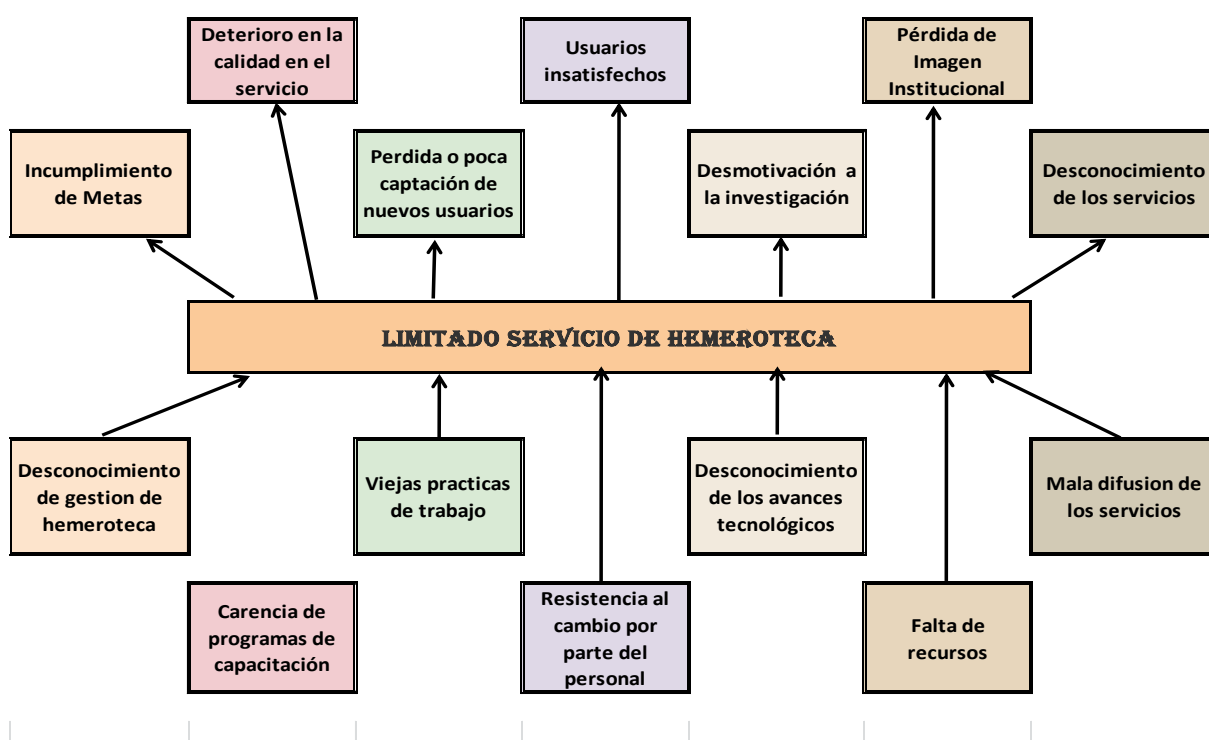 Deterioro en la
calidad en el
servicio
Usuarios
insatisfechos
Pérdida de
Imagen
Institucional
Incumplimiento
de Metas
Perdida o poca
captación de
nuevos usuarios
Desmotivación a
la investigación
Desconocimiento
de los servicios
LIMITADO SERVICIO DE HEMEROTECA
Desconocimiento
de gestion de
hemeroteca
Viejas practicas
de trabajo
Desconocimiento
de los avances
tecnológicos
Mala difusion de
los servicios
Carencia de
programas de
capacitación
Resistencia al
cambio por
parte del
personal
Falta de
recursos